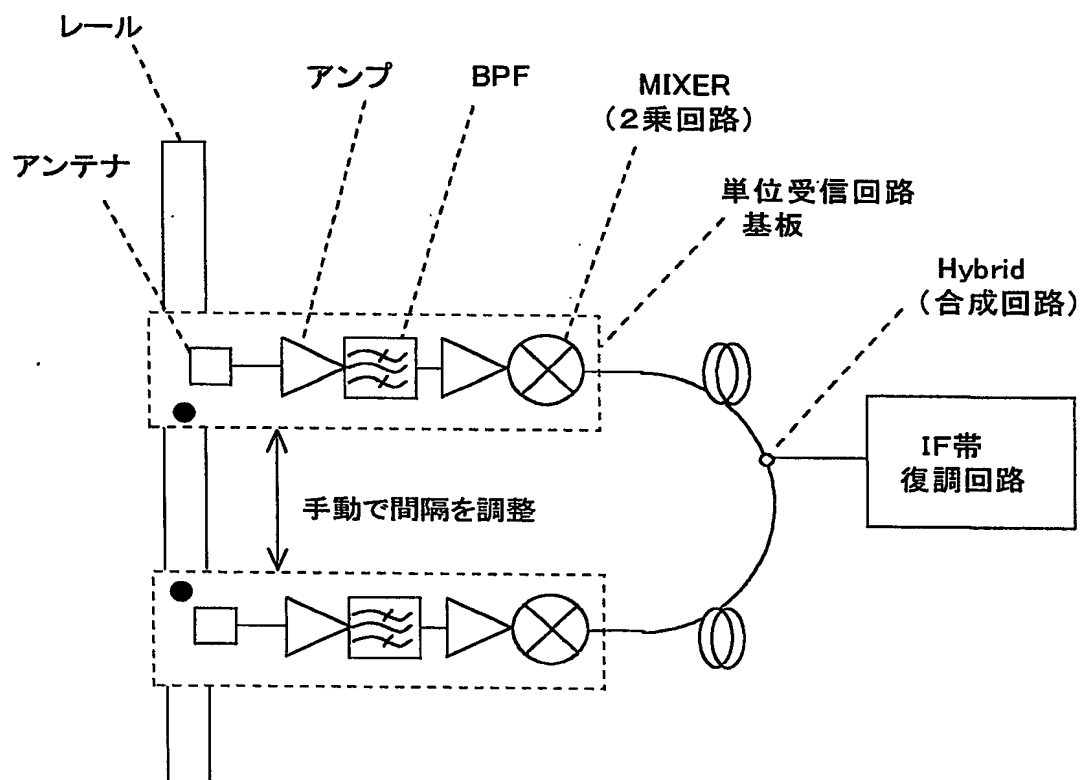 レール
アンプ
BPF
MIXER
(２乗回路)
アンテナ
単位受信回路
基板
Hybrid
(合成回路)
IF帯
復調回路
手動で間隔を調整